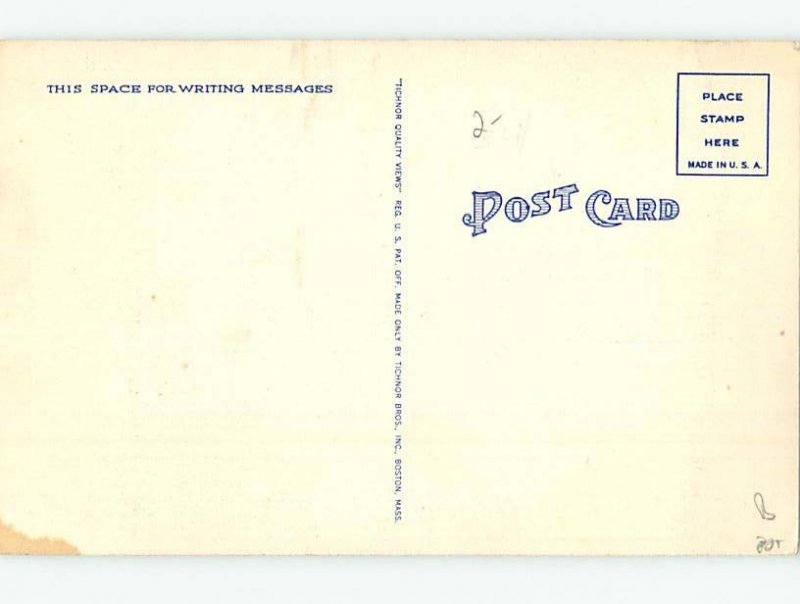 THIS SPACE FOR WRITING MESSAGES
"TICHNOR QUALITY VIEWS" REG. U. S. PAT. OFF. MADE ONLY BY TICHNOR BROS., INC., BOSTON, MASS.
2-
POST CARD
PLACE
STAMP
HERE
MADE IN U. S. A.
B